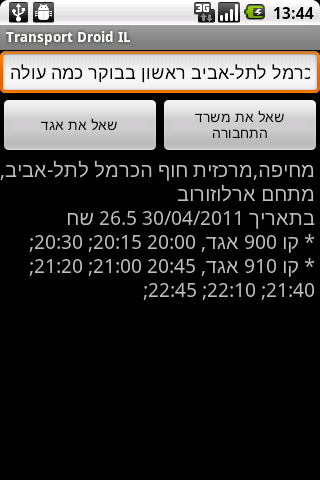 3G
13:44
Transport Droid IL
כרמל לתל-אביב ראשון בבוקר כמה עולה
שאל את אגד
שאל את משרד
התחבורה
מחיפה,מרכזית חוף הכרמל לתל-אביב,
מתחם ארלוזורוב
בתאריך 30/04/2011 26.5 שח
* קו 900 אגד, 20:00 20:15; 20:30;
* קו 910 אגד, 20:45 21:00; 21:20;
21:40; 22:10; 22:45;